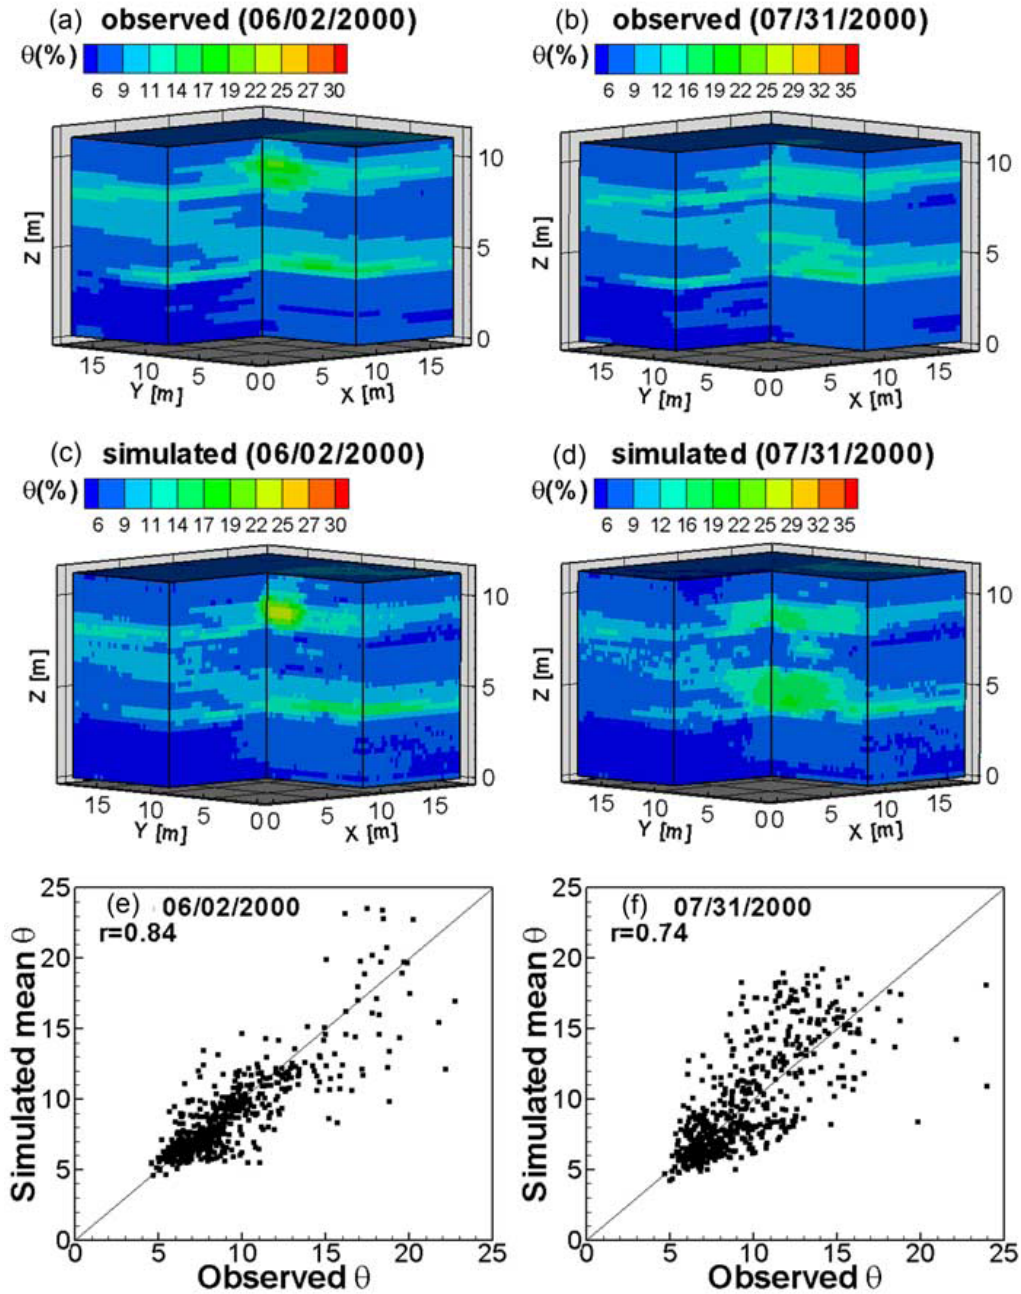 (a) observed (06/02/2000)
θ(%)
6 9 11 14 17 19 22 25 27 30
10
5
0
Z [m]
15 10 5 0 0 5 10 15
Y [m] X [m]
(b) observed (07/31/2000)
θ(%)
6 9 12 16 19 22 25 29 32 35
10
5
0
Z [m]
15 10 5 0 0 5 10 15
Y [m] X [m]
(c) simulated (06/02/2000)
θ(%)
6 9 11 14 17 19 22 25 27 30
10
5
0
Z [m]
15 10 5 0 0 5 10 15
Y [m] X [m]
(d) simulated (07/31/2000)
θ(%)
6 9 12 16 19 22 25 29 32 35
10
5
0
Z [m]
15 10 5 0 0 5 10 15
Y [m] X [m]
(e) 06/02/2000
r=0.84
25
20
15
10
5
0
Simulated mean θ
0 5 10 15 20 25
Observed θ
(f) 07/31/2000
r=0.74
25
20
15
10
5
0
Simulated mean θ
0 5 10 15 20 25
Observed θ